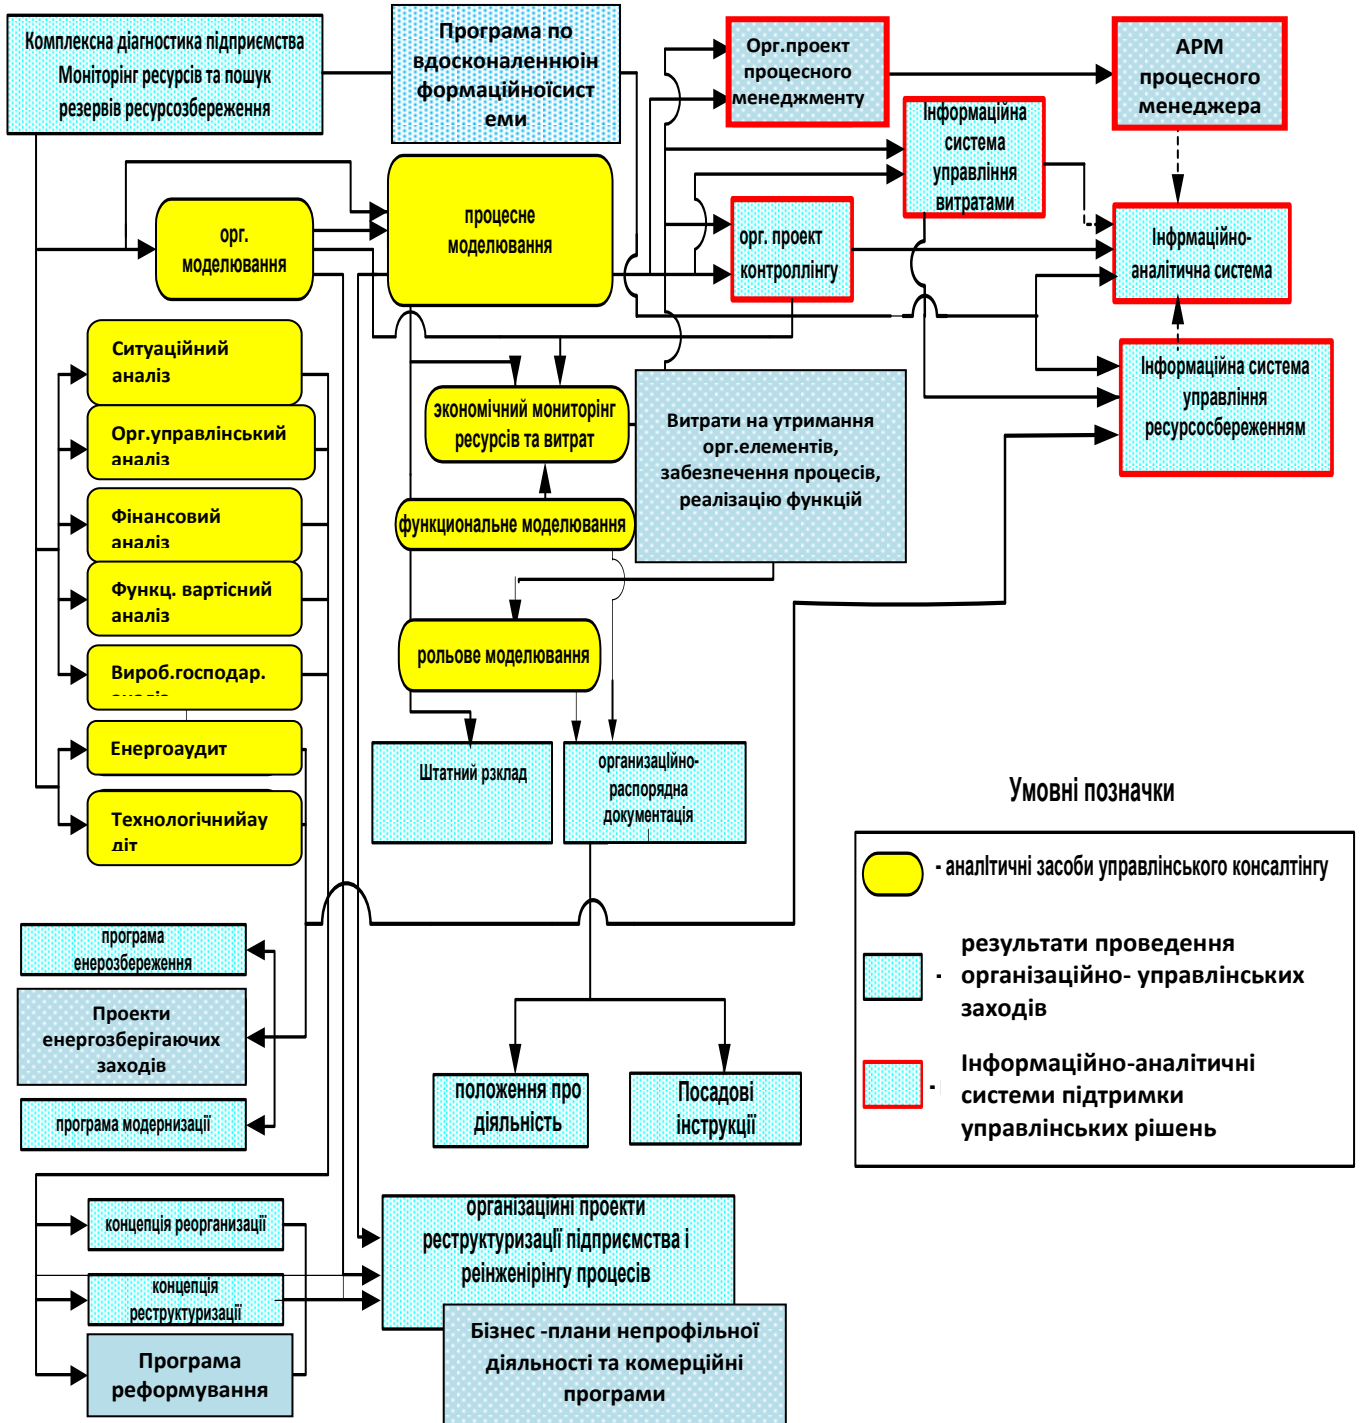 Комплексна діагностика підприємства
Моніторінг ресурсів та пошук
резервів ресурсозбереження
Програма по
вдосконаленнюін
формаційноїсист
еми
Орг.проект
процесного
менеджменту
АРМ
процесного
менеджера
Інформаційна
система
управління
витратами
орг.
моделювання
процесне
моделювання
орг. проект
контроллінгу
Інфрмаційно-
аналітична система
Ситуаційний
аналіз
Орг.управлінський
аналіз
Фінансовий
аналіз
Функц. вартісний
аналіз
Вироб.господар.
аналіз
Енергоаудит
Технологічнийау
діт
экономічний мониторінг
ресурсів та витрат
функциональне моделювання
рольове моделювання
Витрати на утримання
орг.елементів,
забезпечення процесів,
реалізацію функцій
Інформаційна система
управління
ресурсосбереженням
Штатний рзклад
организаційно-
распорядна
документація
Умовні позначки
- аналітичні засоби управлінського консалтінгу
- результати проведення
організаційно- управлінських
заходів
- Інформаційно-аналітичні
системи підтримки
управлінських рішень
програма
енерозбереження
Проекти
енергозберігаючих
заходів
програма модернизації
положення про
діяльність
Посадові
інструкції
концепція реорганизації
концепція
реструктуризації
Програма
реформування
організаційні проекти
реструктуризації підприємства і
реінженірінгу процесів
Бізнес -плани непрофільної
діяльності та комерційні
програми